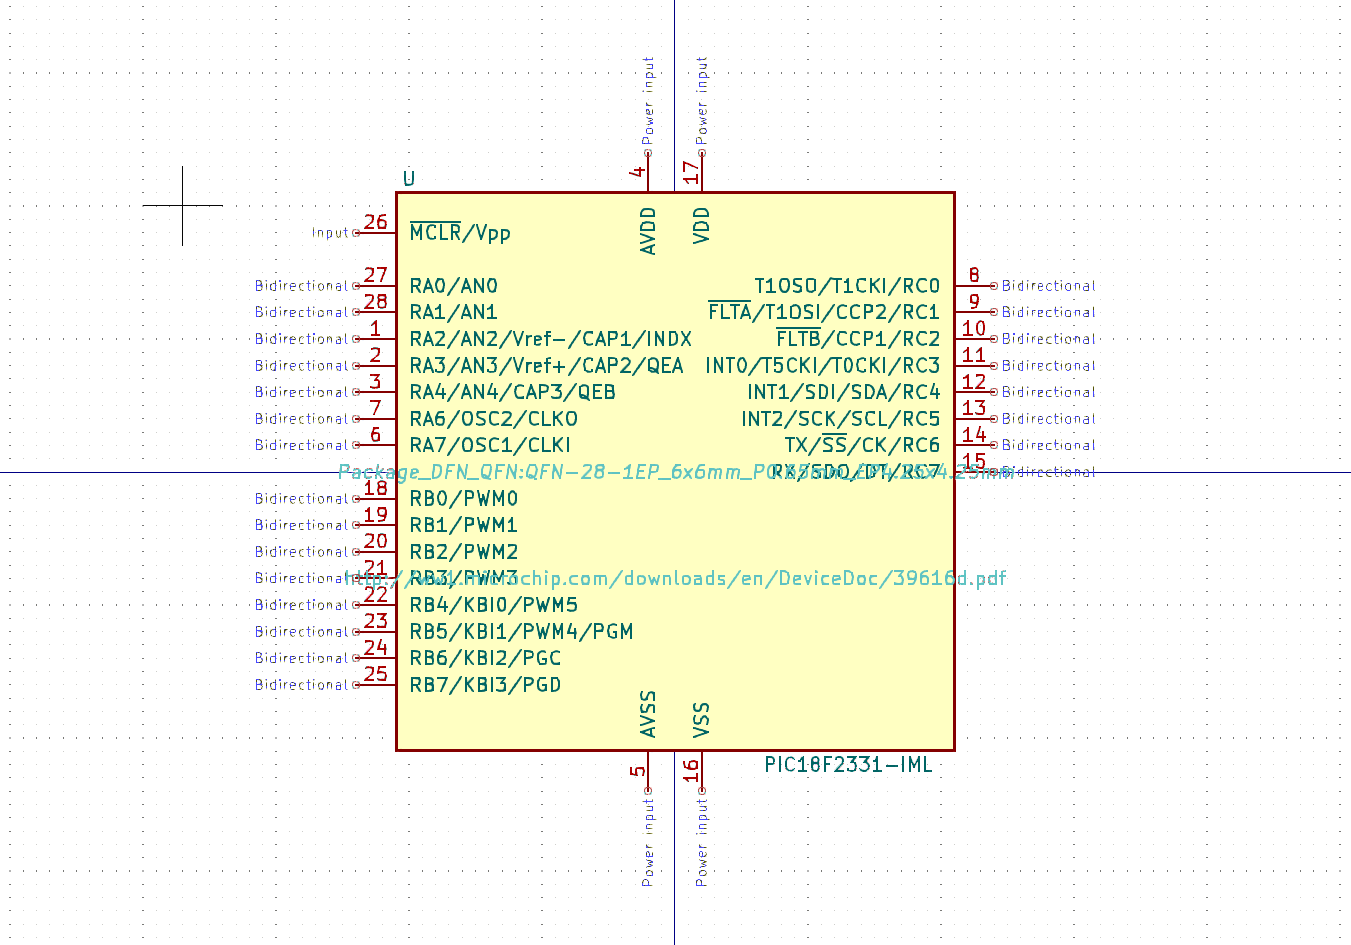 Power input
Power input
4
17
U
AVDD
VDD
Input
26
MCLR/Vpp
Bidirectional
27
RA0/AN0
T1OSO/T1CKI/RC0
8
Bidirectional
Bidirectional
28
RA1/AN1
FLTA/T1OSI/CCP2/RC1
9
Bidirectional
Bidirectional
1
RA2/AN2/Vref-/CAP1/INDX
FLTB/CCP1/RC2
10
Bidirectional
Bidirectional
2
RA3/AN3/Vref+/CAP2/QEA
INT0/T5CKI/T0CKI/RC3
11
Bidirectional
Bidirectional
3
RA4/AN4/CAP3/QEB
INT1/SDI/SDA/RC4
12
Bidirectional
Bidirectional
7
RA6/OSC2/CLKO
INT2/SCK/SCL/RC5
13
Bidirectional
Bidirectional
6
RA7/OSC1/CLKI
TX/SS/CK/RC6
14
Bidirectional
Package_DFN_QFN:QFN-28-1EP_6x6mm_P0.65mm_EP4.25x4.25mm
RX/SDO/DT/RC7
15
Bidirectional
Bidirectional
18
RB0/PWM0
Bidirectional
19
RB1/PWM1
Bidirectional
20
RB2/PWM2
Bidirectional
21
RB3/PWM3
http://ww1.microchip.com/downloads/en/DeviceDoc/39616d.pdf
Bidirectional
22
RB4/KBI0/PWM5
Bidirectional
23
RB5/KBI1/PWM4/PGM
Bidirectional
24
RB6/KBI2/PGC
Bidirectional
25
RB7/KBI3/PGD
AVSS
VSS
5
16
PIC18F2331-IML
Power input
Power input